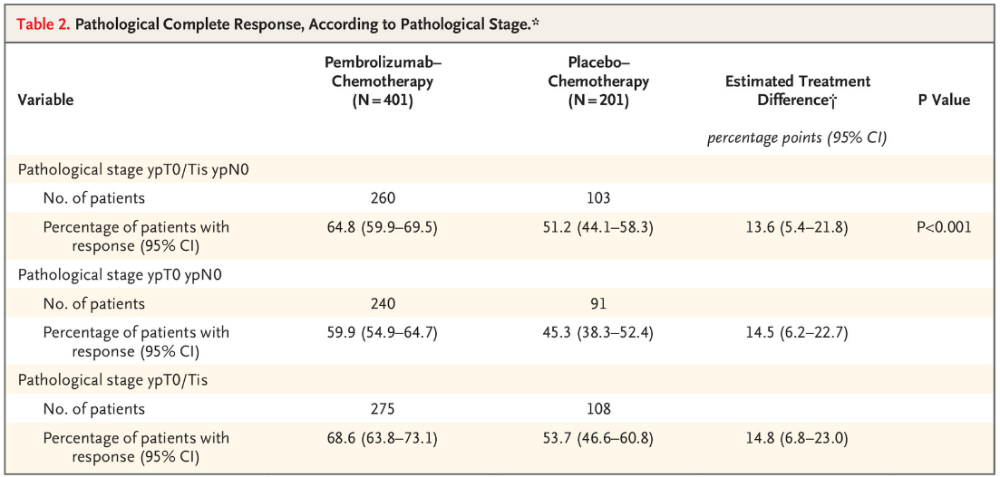 Table 2. Pathological Complete Response, According to Pathological Stage.*
Variable Pembrolizumab–Chemotherapy (N=401) Placebo–Chemotherapy (N=201) Estimated Treatment Difference† P Value
percentage points (95% CI)
Pathological stage ypT0/Tis ypN0
No. of patients 260 103
Percentage of patients with response (95% CI) 64.8 (59.9–69.5) 51.2 (44.1–58.3) 13.6 (5.4–21.8) P<0.001
Pathological stage ypT0 ypN0
No. of patients 240 91
Percentage of patients with response (95% CI) 59.9 (54.9–64.7) 45.3 (38.3–52.4) 14.5 (6.2–22.7)
Pathological stage ypT0/Tis
No. of patients 275 108
Percentage of patients with response (95% CI) 68.6 (63.8–73.1) 53.7 (46.6–60.8) 14.8 (6.8–23.0)